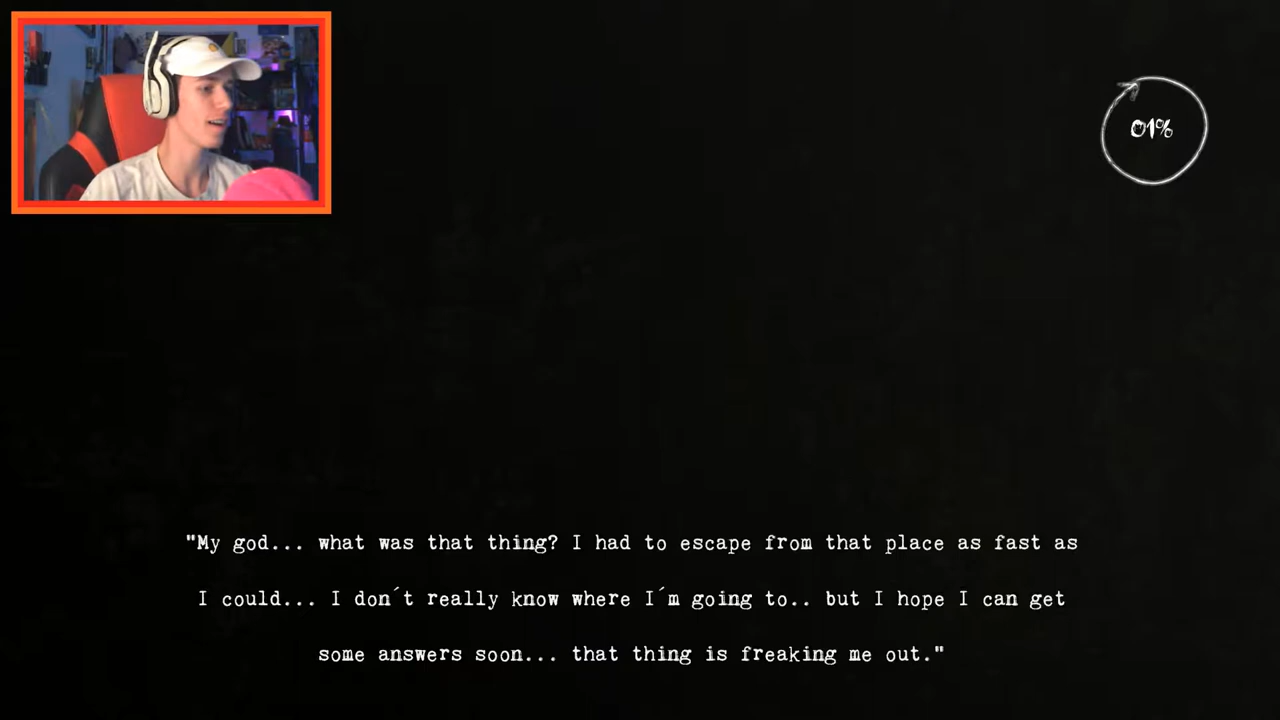 01%
"My god... what was that thing? I had to escape from that place as fast as
I could... I don´t really know where I´m going to.. but I hope I can get
some answers soon... that thing is freaking me out."